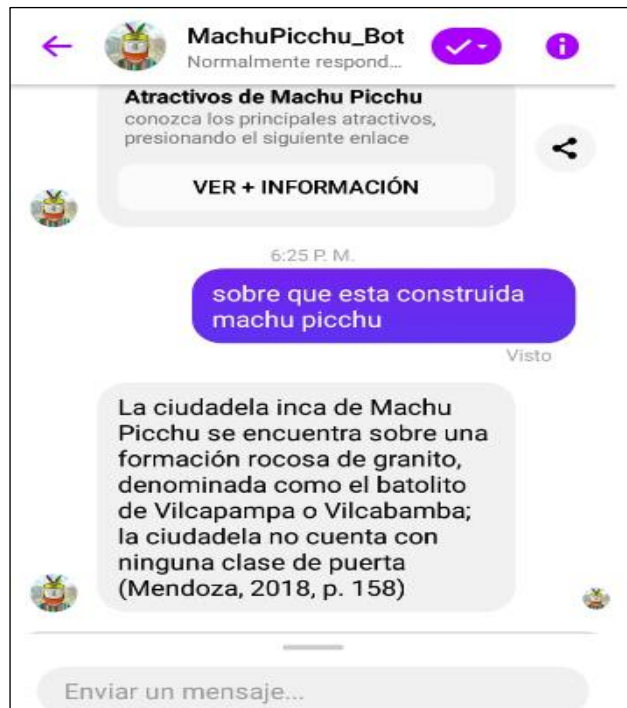 MachuPicchu_Bot
Normalmente respond...
Atractivos de Machu Picchu
conozca los principales atractivos,
presionando el siguiente enlace
VER + INFORMACIÓN
6:25 P. M.
sobre que esta construida
machu picchu
Visto
La ciudadela inca de Machu
Picchu se encuentra sobre una
formación rocosa de granito,
denominada como el batolito
de Vilcapampa o Vilcabamba;
la ciudadela no cuenta con
ninguna clase de puerta
(Mendoza, 2018, p. 158)
Enviar un mensaje...